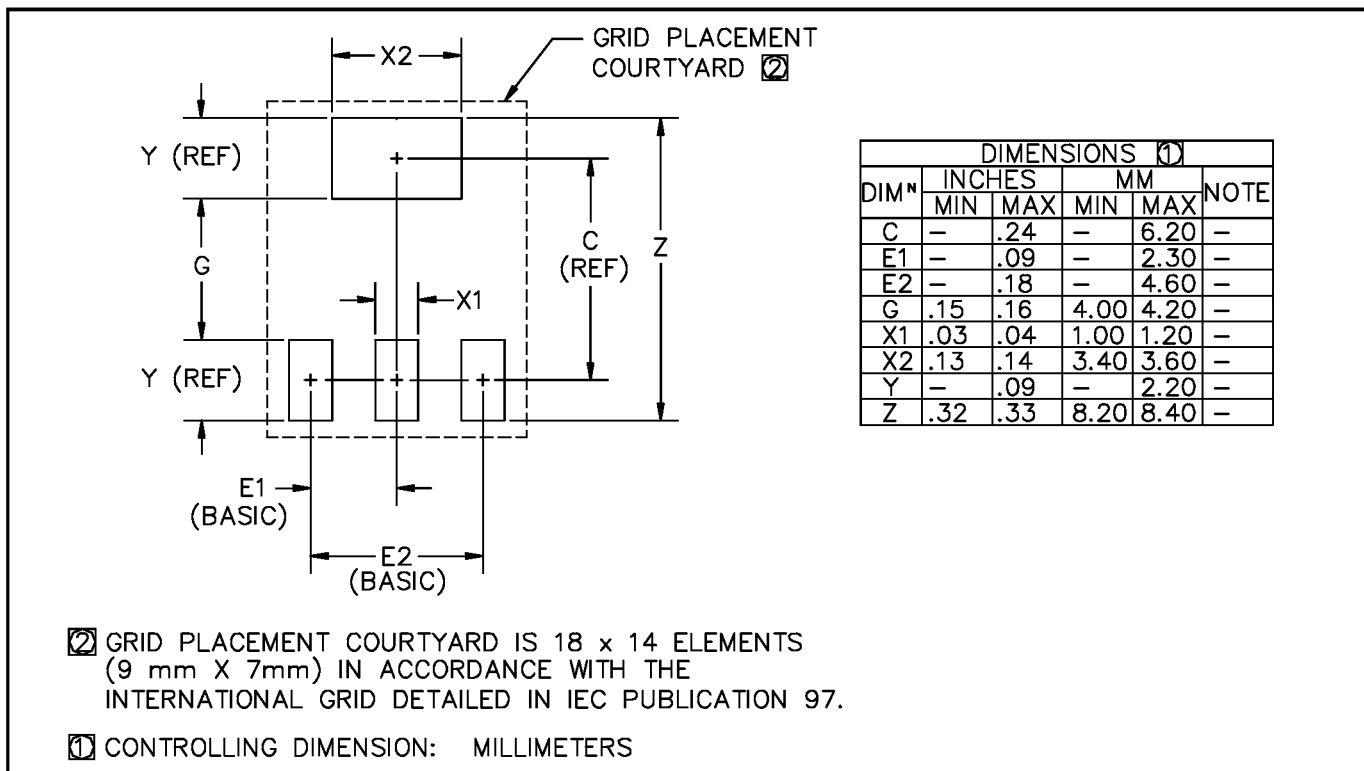 GRID PLACEMENT
COURTYARD 2
X2
Y (REF)
G
C
(REF)
Z
X1
Y (REF)
E1
(BASIC)
E2
(BASIC)
DIMENSIONS 1
DIMN INCHES MM NOTE
MIN MAX MIN MAX
C – .24 – 6.20 –
E1 – .09 – 2.30 –
E2 – .18 – 4.60 –
G .15 .16 4.00 4.20 –
X1 .03 .04 1.00 1.20 –
X2 .13 .14 3.40 3.60 –
Y – .09 – 2.20 –
Z .32 .33 8.20 8.40 –
2 GRID PLACEMENT COURTYARD IS 18 x 14 ELEMENTS
(9 mm X 7mm) IN ACCORDANCE WITH THE
INTERNATIONAL GRID DETAILED IN IEC PUBLICATION 97.
1 CONTROLLING DIMENSION: MILLIMETERS